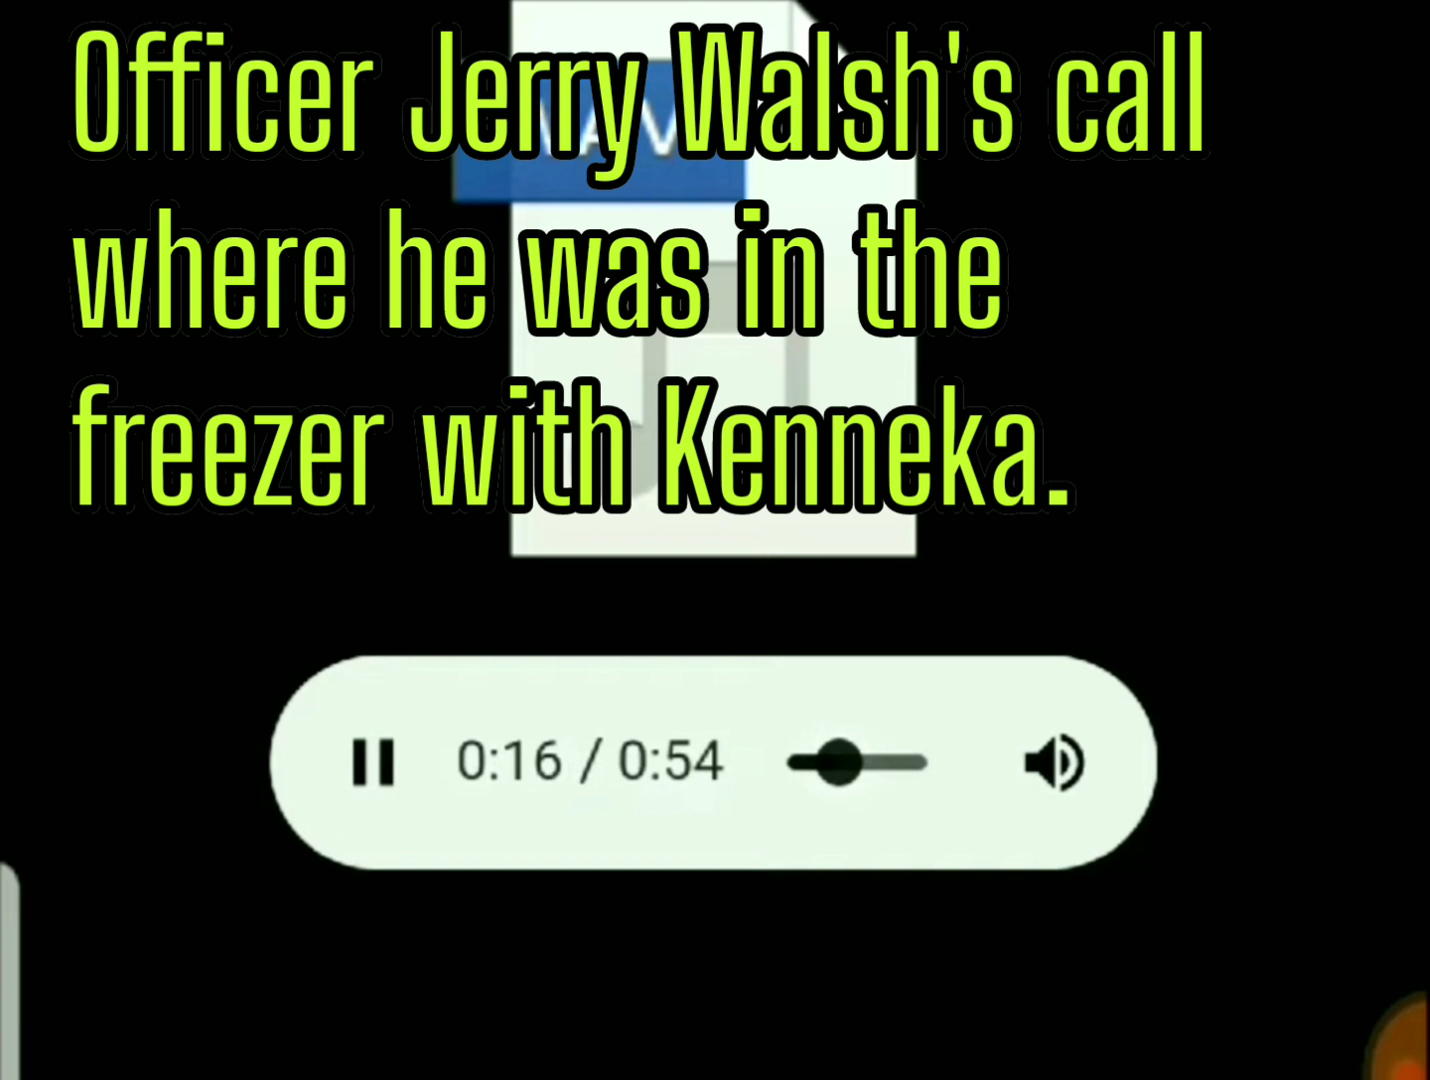 Officer Jerry Walsh's call
where he was in the
freezer with Kenneka.
0:16 / 0:54